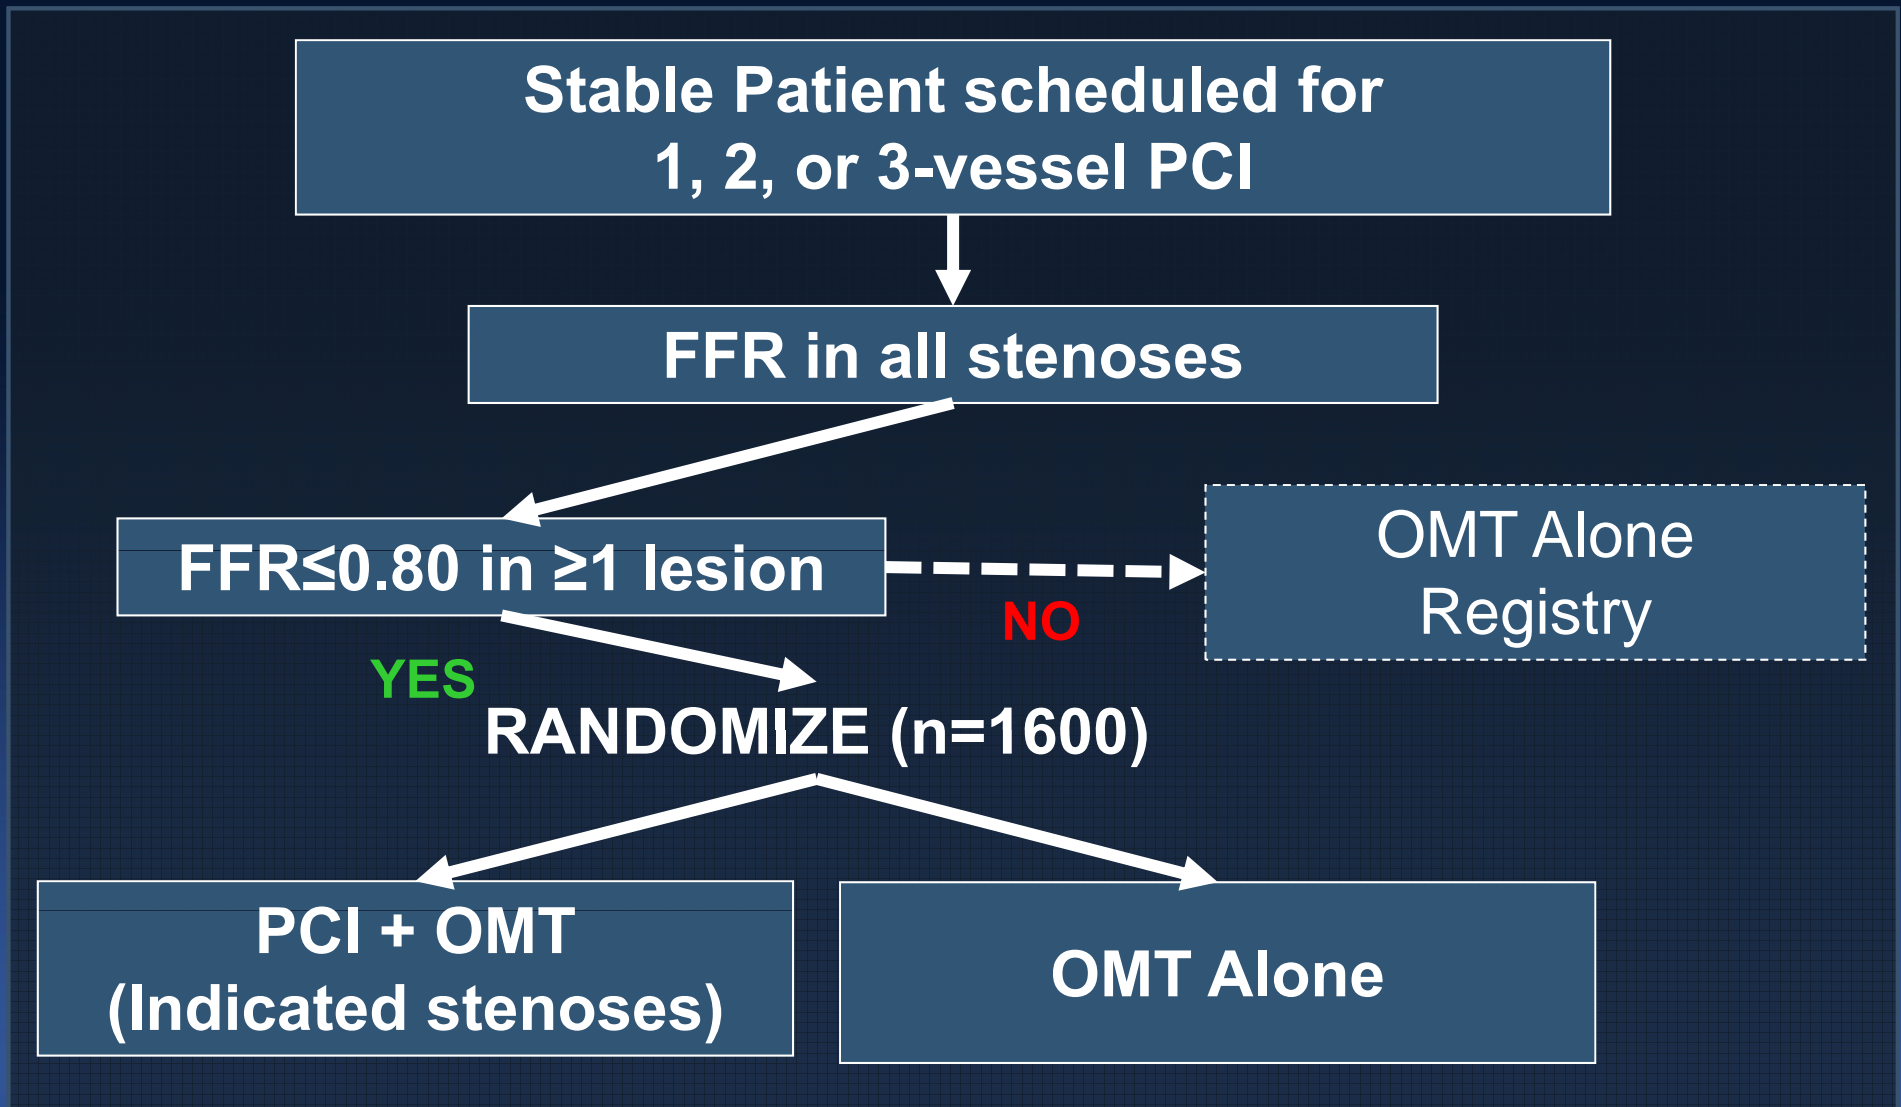 Stable Patient scheduled for
1, 2, or 3-vessel PCI
FFR in all stenoses
FFR≤0.80 in ≥1 lesion
OMT Alone
Registry
NO
YES
RANDOMIZE (n=1600)
PCI + OMT
(Indicated stenoses)
OMT Alone